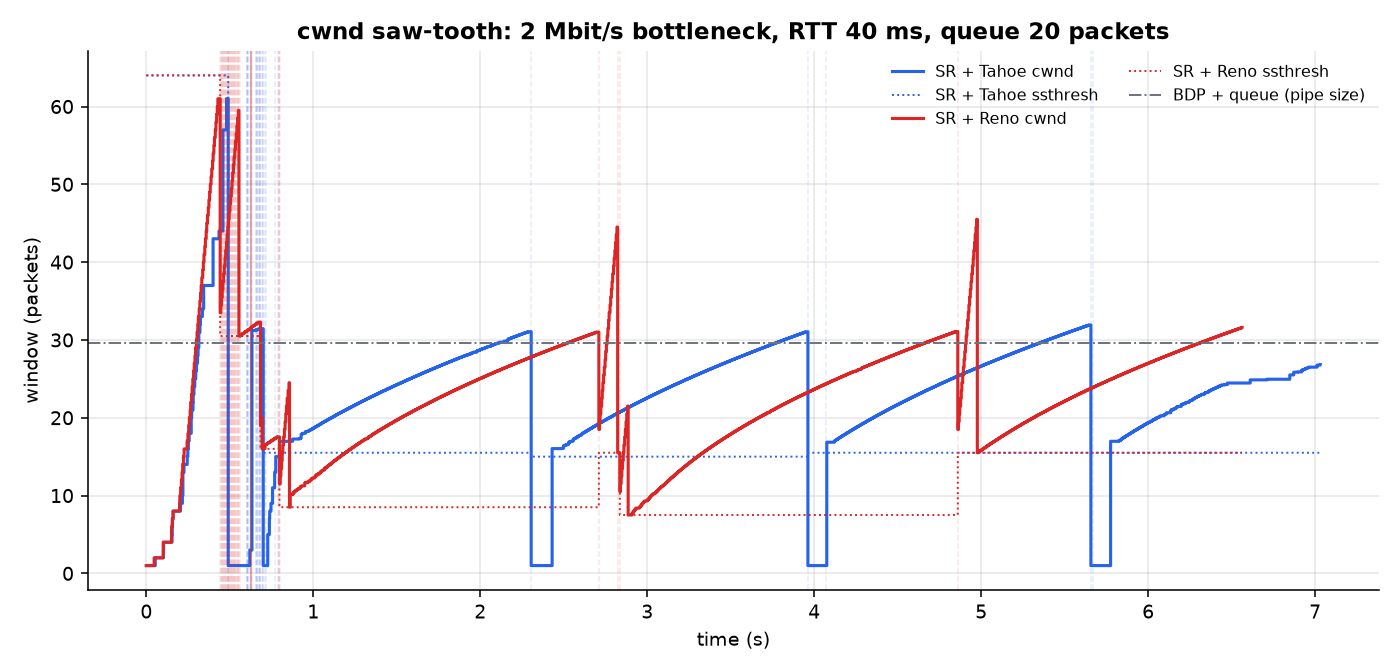 cwnd saw-tooth: 2 Mbit/s bottleneck, RTT 40 ms, queue 20 packets
SR + Tahoe cwnd
SR + Tahoe ssthresh
SR + Reno cwnd
SR + Reno ssthresh
BDP + queue (pipe size)
window (packets)
60
50
40
30
20
10
0
0 1 2 3 4 5 6 7
time (s)